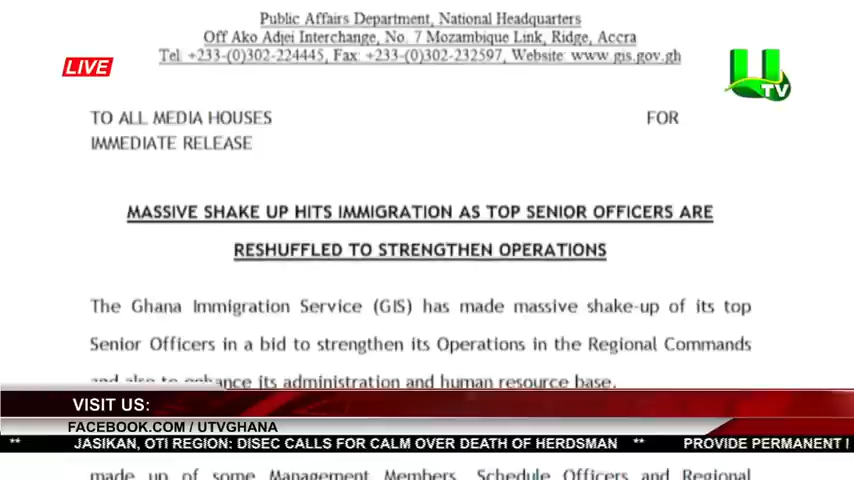 Public Affairs Department, National Headquarters
Off Ako Adjei Interchange, No. 7 Mozambique Link, Ridge, Accra
Tel: +233-(0)302-224445, Fax: +233-(0)302-232597, Website: www.gis.gov.gh
LIVE
U
TV
TO ALL MEDIA HOUSES FOR
IMMEDIATE RELEASE
MASSIVE SHAKE UP HITS IMMIGRATION AS TOP SENIOR OFFICERS ARE
RESHUFFLED TO STRENGTHEN OPERATIONS
The Ghana Immigration Service (GIS) has made massive shake-up of its top
Senior Officers in a bid to strengthen its Operations in the Regional Commands
and also to enhance its administration and human resource base.
VISIT US:
FACEBOOK.COM / UTVGHANA
** JASIKAN, OTI REGION: DISEC CALLS FOR CALM OVER DEATH OF HERDSMAN ** PROVIDE PERMANENT
made up of some Management Members, Schedule Officers and Regional